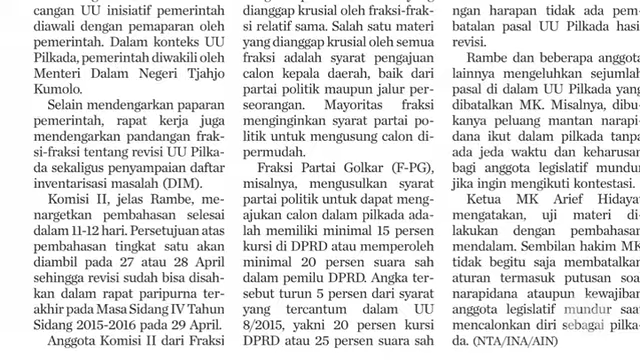 cangan UU inisiatif pemerintah
diawali dengan pemaparan oleh
pemerintah. Dalam konteks UU
Pilkada, pemerintah diwakili oleh
Menteri Dalam Negeri Tjahjo
Kumolo.
Selain mendengarkan paparan
pemerintah, rapat kerja juga
mendengarkan pandangan frak-
si-fraksi tentang revisi UU Pilka-
da sekaligus penyampaian daftar
inventarisasi masalah (DIM).
Komisi II, jelas Rambe, me-
nargetkan pembahasan selesai
dalam 11-12 hari. Persetujuan atas
pembahasan tingkat satu akan
diambil pada 27 atau 28 April
sehingga revisi sudah bisa disah-
kan dalam rapat paripurna ter-
akhir pada Masa Sidang IV Tahun
Sidang 2015-2016 pada 29 April.
Anggota Komisi II dari Fraksi
dianggap krusial oleh fraksi-frak-
si relatif sama. Salah satu materi
yang dianggap krusial oleh semua
fraksi adalah syarat pengajuan
calon kepala daerah, baik dari
partai politik maupun jalur per-
seorangan. Mayoritas fraksi
menginginkan syarat partai po-
litik untuk mengusung calon di-
permudah.
Fraksi Partai Golkar (F-PG),
misalnya, mengusulkan syarat
partai politik untuk dapat meng-
ajukan calon dalam pilkada ada-
lah memiliki minimal 15 persen
kursi di DPRD atau memperoleh
minimal 20 persen suara sah
dalam pemilu DPRD. Angka ter-
sebut turun 5 persen dari syarat
yang tercantum dalam UU
8/2015, yakni 20 persen kursi
DPRD atau 25 persen suara sah
ngan harapan tidak ada pem-
batalan pasal UU Pilkada hasi
revisi.
Rambe dan beberapa anggota
lainnya mengeluhkan sejumlah
pasal di dalam UU Pilkada yang
dibatalkan MK. Misalnya, dibu-
kanya peluang mantan narapi-
dana ikut dalam pilkada tanpa
ada jeda waktu dan keharusan
bagi anggota legislatif mundur
jika ingin mengikuti kontestasi.
Ketua MK Arief Hidaya
mengatakan, uji materi di-
lakukan dengan pembahasan
mendalam. Sembilan hakim MK
tidak begitu saja membatalkan
aturan termasuk putusan soa
narapidana ataupun kewajiban
anggota legislatif mundur saa
mencalonkan diri sebagai pilka-
da. (NTA/INA/AIN)